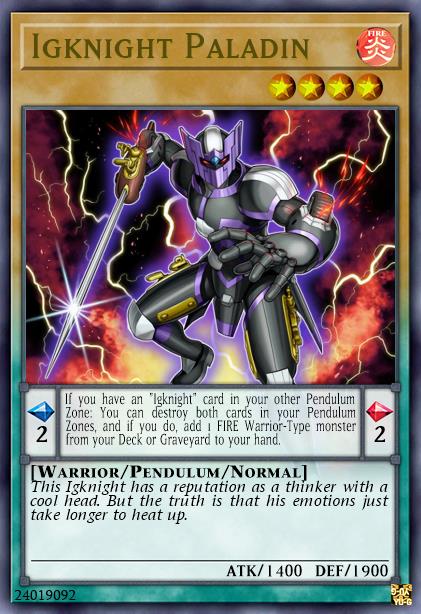 Igknight Paladin
FIRE
炎
If you have an "Igknight" card in your other Pendulum
Zone: You can destroy both cards in your Pendulum
Zones, and if you do, add 1 FIRE Warrior-Type monster
from your Deck or Graveyard to your hand.
2
2
[Warrior/Pendulum/Normal]
This Igknight has a reputation as a thinker with a
cool head. But the truth is that his emotions just
take longer to heat up.
ATK/1400 DEF/1900
24019092